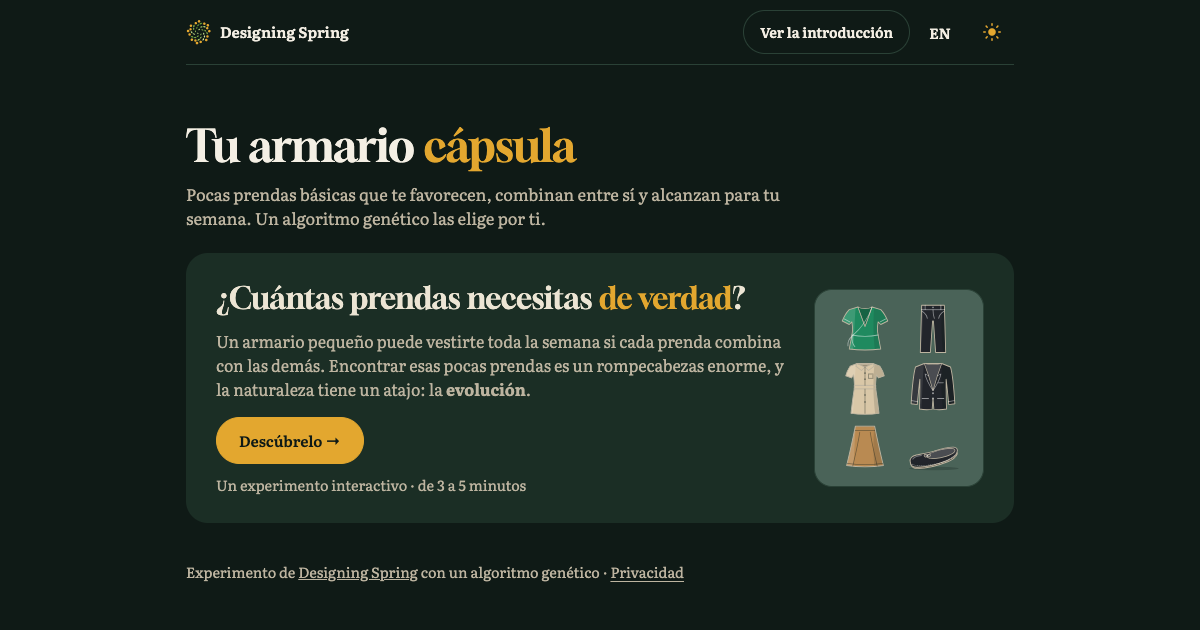 Designing Spring
Ver la introducción
EN
Tu armario cápsula
Pocas prendas básicas que te favorecen, combinan entre sí y alcanzan para tu
semana. Un algoritmo genético las elige por ti.
¿Cuántas prendas necesitas de verdad?
Un armario pequeño puede vestirte toda la semana si cada prenda combina
con las demás. Encontrar esas pocas prendas es un rompecabezas enorme, y
la naturaleza tiene un atajo: la evolución.
Descúbrelo →
Un experimento interactivo · de 3 a 5 minutos
Experimento de Designing Spring con un algoritmo genético · Privacidad